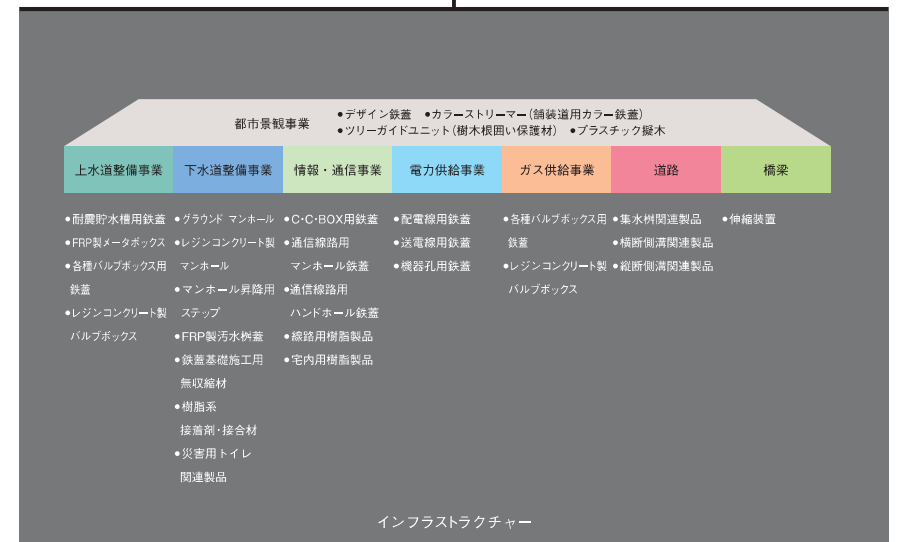 都市景観事業
●デザイン鉄蓋 ●カラーストリーマー(舗装道用カラー鉄蓋)
●ツリーガイドユニット(樹木根囲い保護材) ●プラスチック擬木
上水道整備事業
●耐震貯水槽用鉄蓋
●FRP製メータボックス
●各種バルブボックス用
鉄蓋
●レジンコンクリート製
バルブボックス
下水道整備事業
●グラウンド マンホール
●レジンコンクリート製
マンホール
●マンホール昇降用
ステップ
●FRP製汚水桝蓋
●鉄蓋基礎施工用
無収縮材
●樹脂系
接着剤・接合材
●災害用トイレ
関連製品
情報・通信事業
●C・C・BOX用鉄蓋
●通信線路用
マンホール鉄蓋
●通信線路用
ハンドホール鉄蓋
●線路用樹脂製品
●宅内用樹脂製品
電力供給事業
●配電線用鉄蓋
●送電線用鉄蓋
●機器孔用鉄蓋
ガス供給事業
●各種バルブボックス用
鉄蓋
●レジンコンクリート製
バルブボックス
道路
●集水桝関連製品
●横断側溝関連製品
●縦断側溝関連製品
橋梁
●伸縮装置
インフラストラクチャー